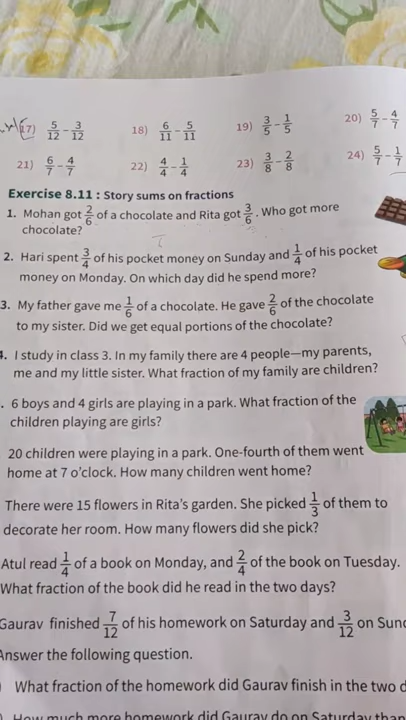 17) 5/12 - 3/12 18) 6/11 - 5/11 19) 3/5 - 1/5 20) 5/7 - 4/7
21) 6/7 - 4/7 22) 4/4 - 1/4 23) 3/8 - 2/8 24) 5/7 - 1/7
Exercise 8.11 : Story sums on fractions
1. Mohan got 2/6 of a chocolate and Rita got 3/6. Who got more
chocolate?
2. Hari spent 3/4 of his pocket money on Sunday and 1/4 of his pocket
money on Monday. On which day did he spend more?
3. My father gave me 1/6 of a chocolate. He gave 2/6 of the chocolate
to my sister. Did we get equal portions of the chocolate?
4. I study in class 3. In my family there are 4 people—my parents,
me and my little sister. What fraction of my family are children?
. 6 boys and 4 girls are playing in a park. What fraction of the
children playing are girls?
20 children were playing in a park. One-fourth of them went
home at 7 o'clock. How many children went home?
There were 15 flowers in Rita's garden. She picked 1/3 of them to
decorate her room. How many flowers did she pick?
Atul read 1/4 of a book on Monday, and 2/4 of the book on Tuesday.
What fraction of the book did he read in the two days?
Gaurav finished 7/12 of his homework on Saturday and 3/12 on
Answer the following question.
) What fraction of the homework did Gaurav finish in the two
How much more homework did Gaurav do on Saturday